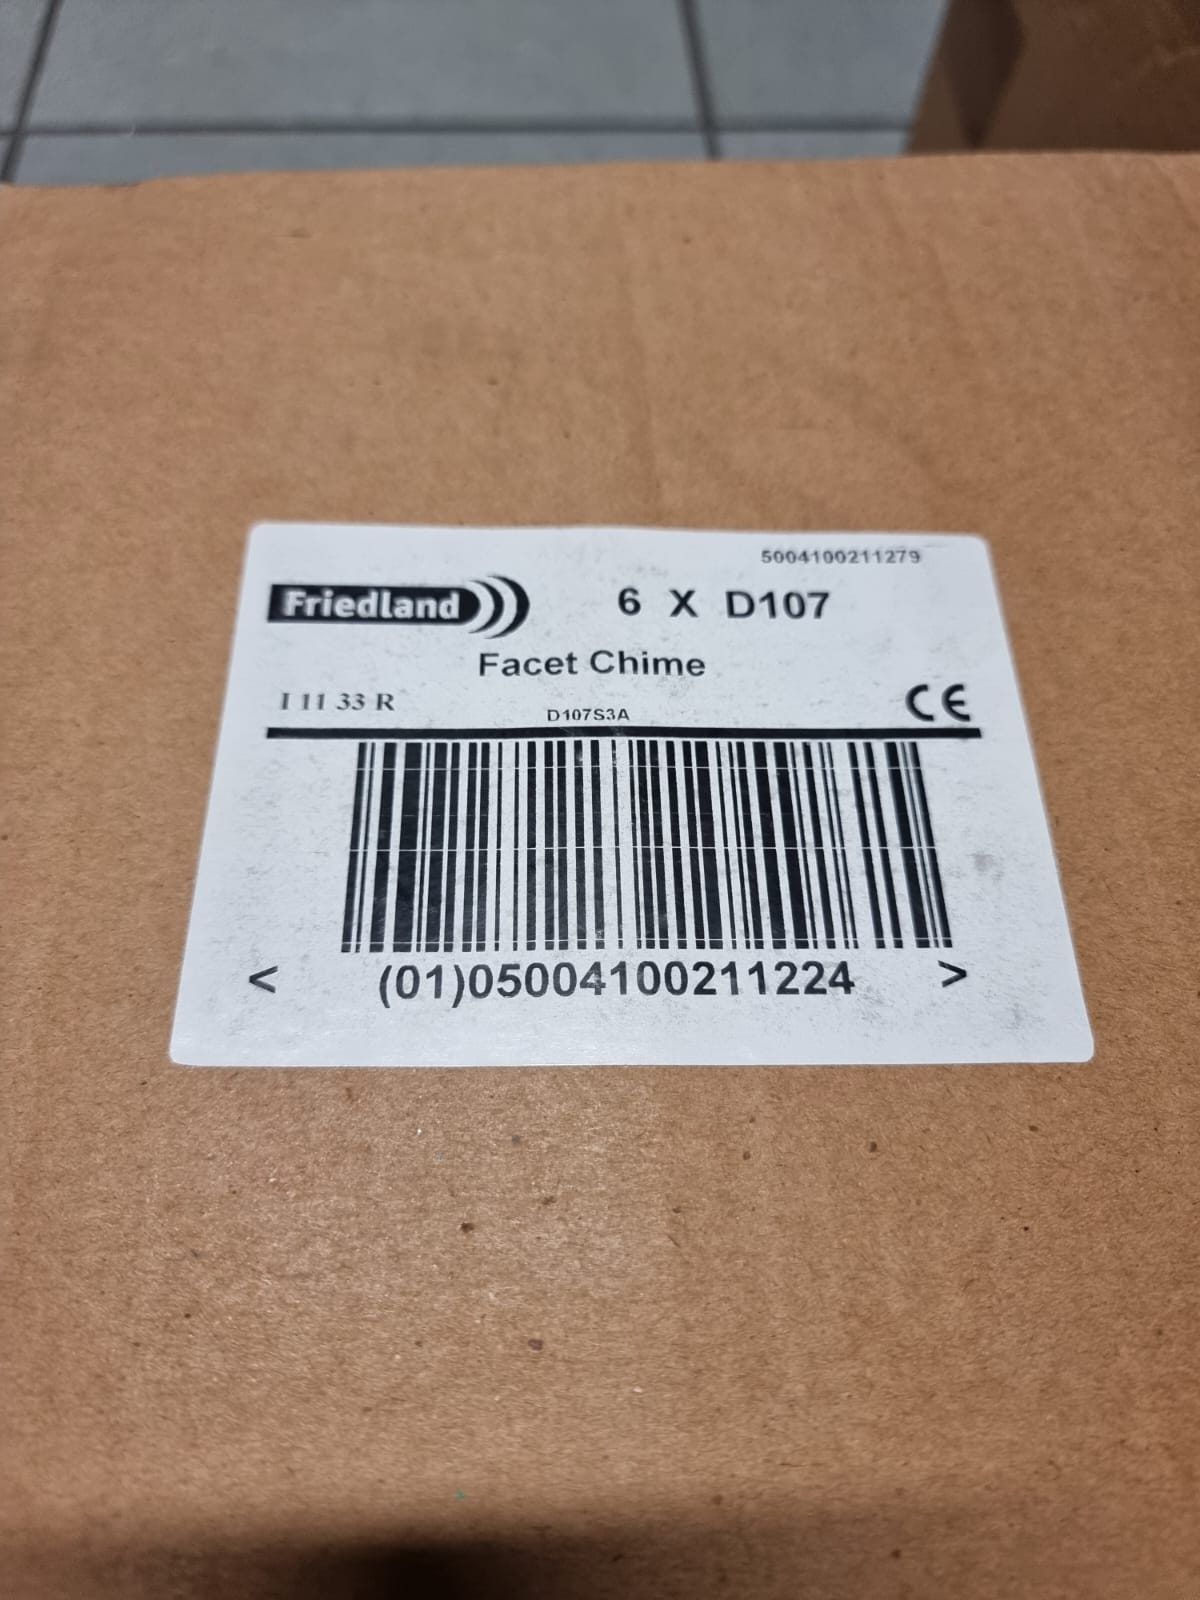 5004100211279
Friedland 6 X D107
Facet Chime
I 11 33 R
D107S3A
CE
< (01)05004100211224 >